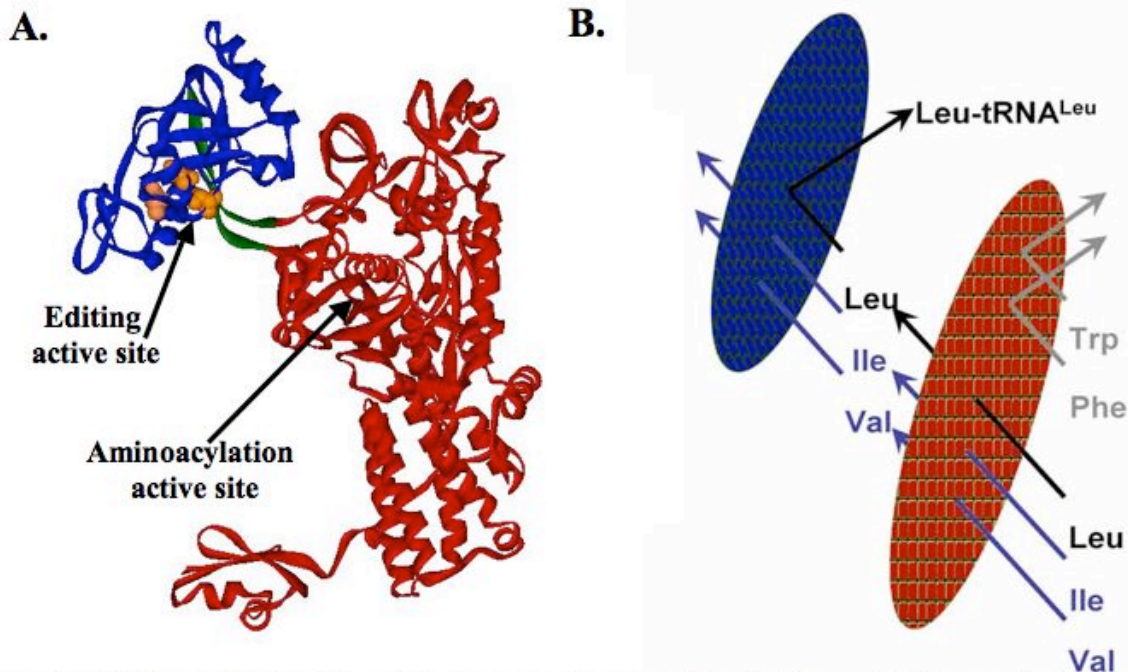 A.
Editing
active site
Aminoacylation
active site
B.
Leu-tRNALeu
Leu
Ile
Val
Trp
Phe
Leu
Ile
Val